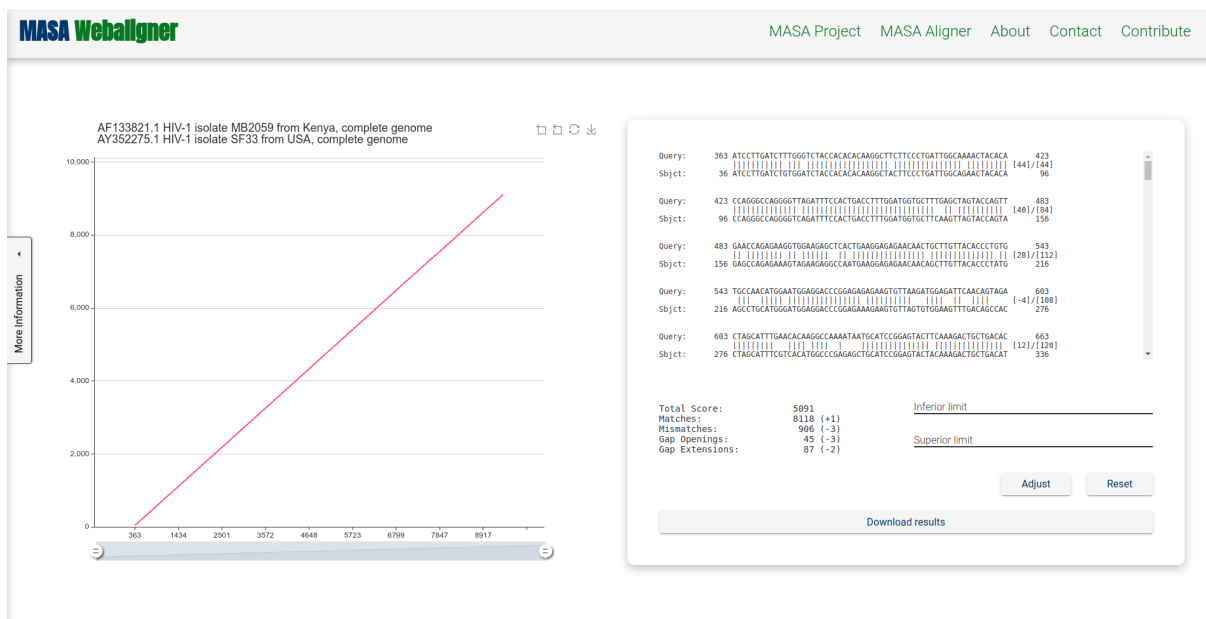 MASA Webaligner
MASA Project MASA Aligner About Contact Contribute
AF133821.1 HIV-1 isolate MB2059 from Kenya, complete genome
AY352275.1 HIV-1 isolate SF33 from USA, complete genome
10,000
8,000
6,000
4,000
2,000
0
363 1434 2501 3572 4648 5723 6799 7847 8917
More Information
Query: 363 ATCCTTGATCTTTGGGTCTACCACACACAAGGCTTCTTCCCTGATTGGCAAAACTACACA 423
||||||||||| ||| |||||||||||||||||| ||||||||||||||| ||||||||| [44]/[44]
Sbjct: 36 ATCCTTGATCTGTGGATCTACCACACACAAGGCTACTTCCCTGATTGGCAGAACTACACA 96
Query: 423 CCAGGGCCAGGGGTTAGATTTCCACTGACCTTTGGATGGTGCTTTGAGCTAGTACCAGTT 483
|||||||||||||| ||||||||||||||||||||||||||||| || |||||||||| [40]/[84]
Sbjct: 96 CCAGGGCCAGGGGTCAGATTTCCACTGACCTTTGGATGGTGCTTCAAGTTAGTACCAGTA 156
Query: 483 GAACCAGAGAAGGTGGAAGAGCTCACTGAAGGAGAGAACAACTGCTTGTTACACCCTGTG 543
|| |||||||| || |||||| || |||||||||||||||| |||||||||||||| || [28]/[112]
Sbjct: 156 GAGCCAGAGAAAGTAGAAGAGGCCAATGAAGGAGAGAACAACAGCTTGTTACACCCTATG 216
Query: 543 TGCCAACATGGAATGGAGGACCCGGAGAGAGAAGTGTTAAGATGGAGATTCAACAGTAGA 603
||| ||||| |||||||||||||||| |||||||||| |||| || |||| [-4]/[108]
Sbjct: 216 AGCCTGCATGGGATGGAGGACCCGGAGAAAGAAGTGTTAGTGTGGAAGTTTGACAGCCAC 276
Query: 603 CTAGCATTTGAACACAAGGCCAAAATAATGCATCCGGAGTACTTCAAAGACTGCTGACAC 663
||||||||| |||| |||| | ||||||||||||||| ||||||||||||||| [12]/[120]
Sbjct: 276 CTAGCATTTCGTCACATGGCCCGAGAGCTGCATCCGGAGTACTACAAAGACTGCTGACAT 336
Total Score: 5091
Matches: 8118 (+1)
Mismatches: 906 (-3)
Gap Openings: 45 (-3)
Gap Extensions: 87 (-2)
Inferior limit
Superior limit
Adjust Reset
Download results